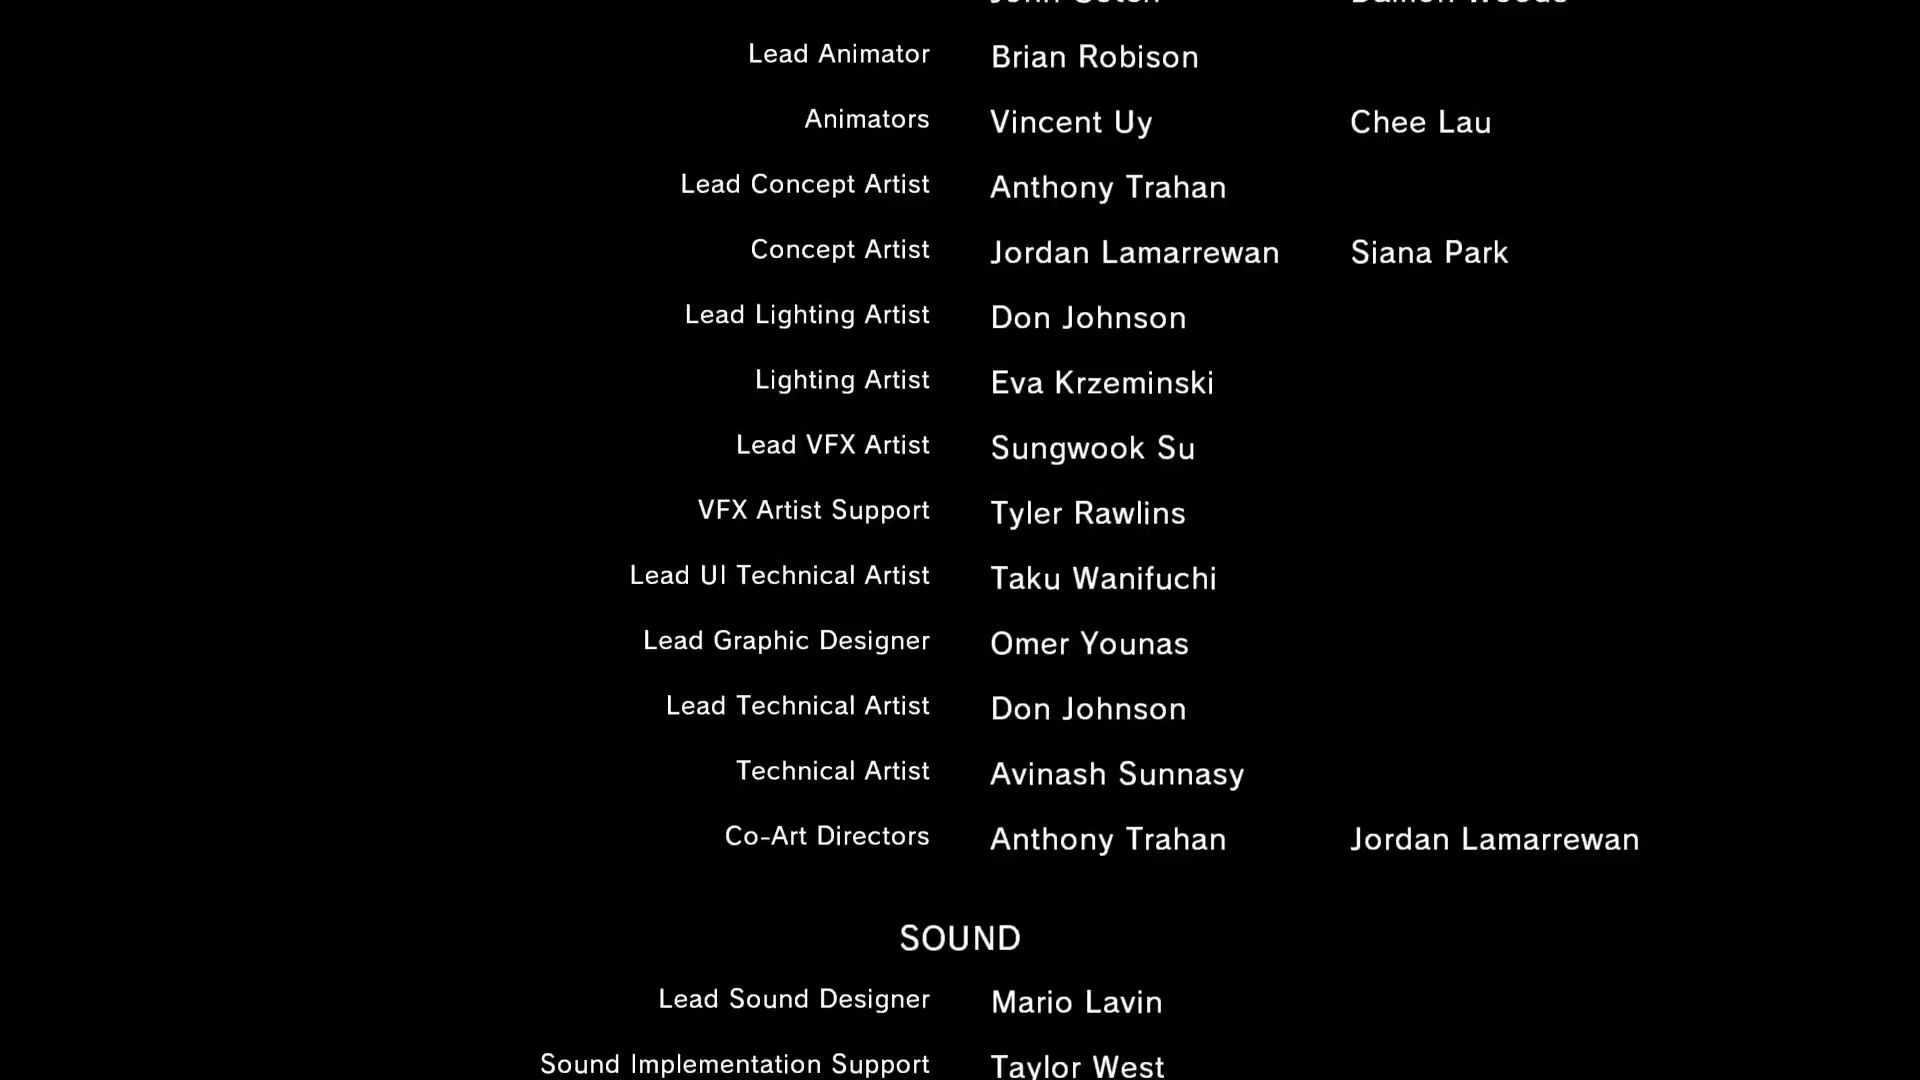 Lead Animator Brian Robison
Animators Vincent Uy Chee Lau
Lead Concept Artist Anthony Trahan
Concept Artist Jordan Lamarrewan Siana Park
Lead Lighting Artist Don Johnson
Lighting Artist Eva Krzeminski
Lead VFX Artist Sungwook Su
VFX Artist Support Tyler Rawlins
Lead UI Technical Artist Taku Wanifuchi
Lead Graphic Designer Omer Younas
Lead Technical Artist Don Johnson
Technical Artist Avinash Sunnasy
Co-Art Directors Anthony Trahan Jordan Lamarrewan
SOUND
Lead Sound Designer Mario Lavin
Sound Implementation Support Taylor West